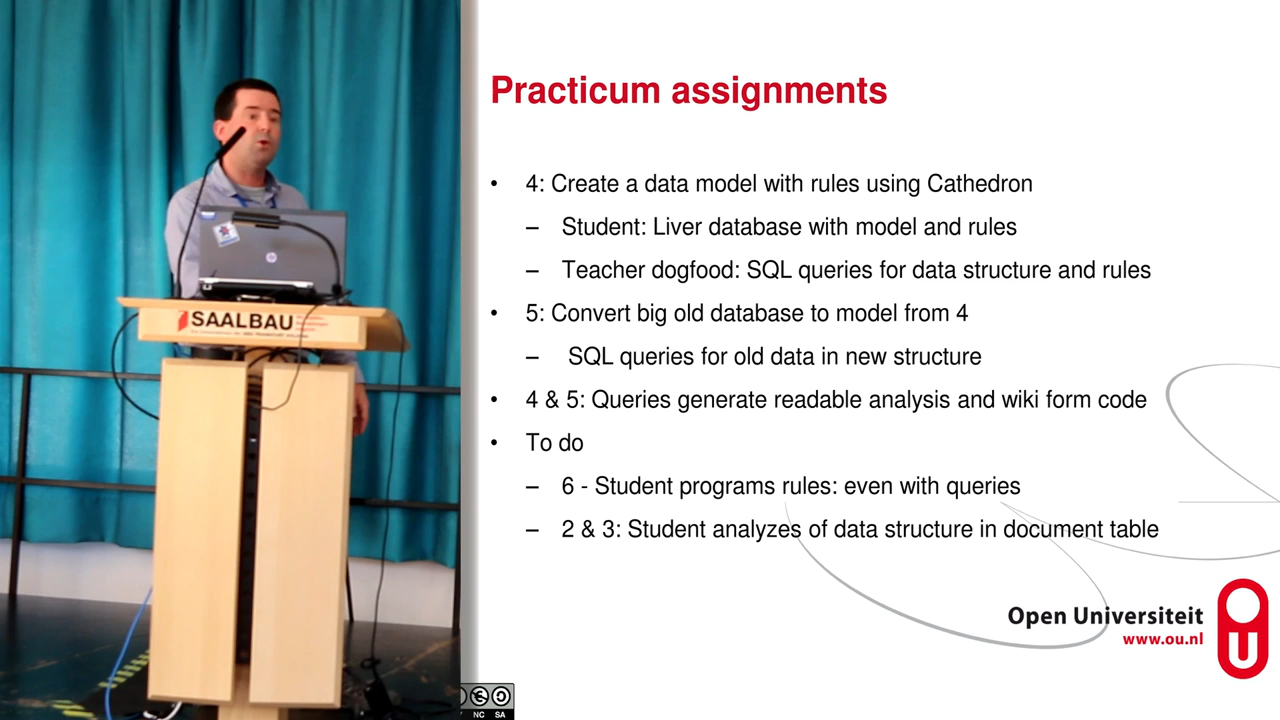 Practicum assignments
• 4: Create a data model with rules using Cathedron
– Student: Liver database with model and rules
– Teacher dogfood: SQL queries for data structure and rules
• 5: Convert big old database to model from 4
– SQL queries for old data in new structure
• 4 & 5: Queries generate readable analysis and wiki form code
• To do
– 6 - Student programs rules: even with queries
– 2 & 3: Student analyzes of data structure in document table
Open Universiteit
www.ou.nl
U
SAALBAU
hp
NC SA